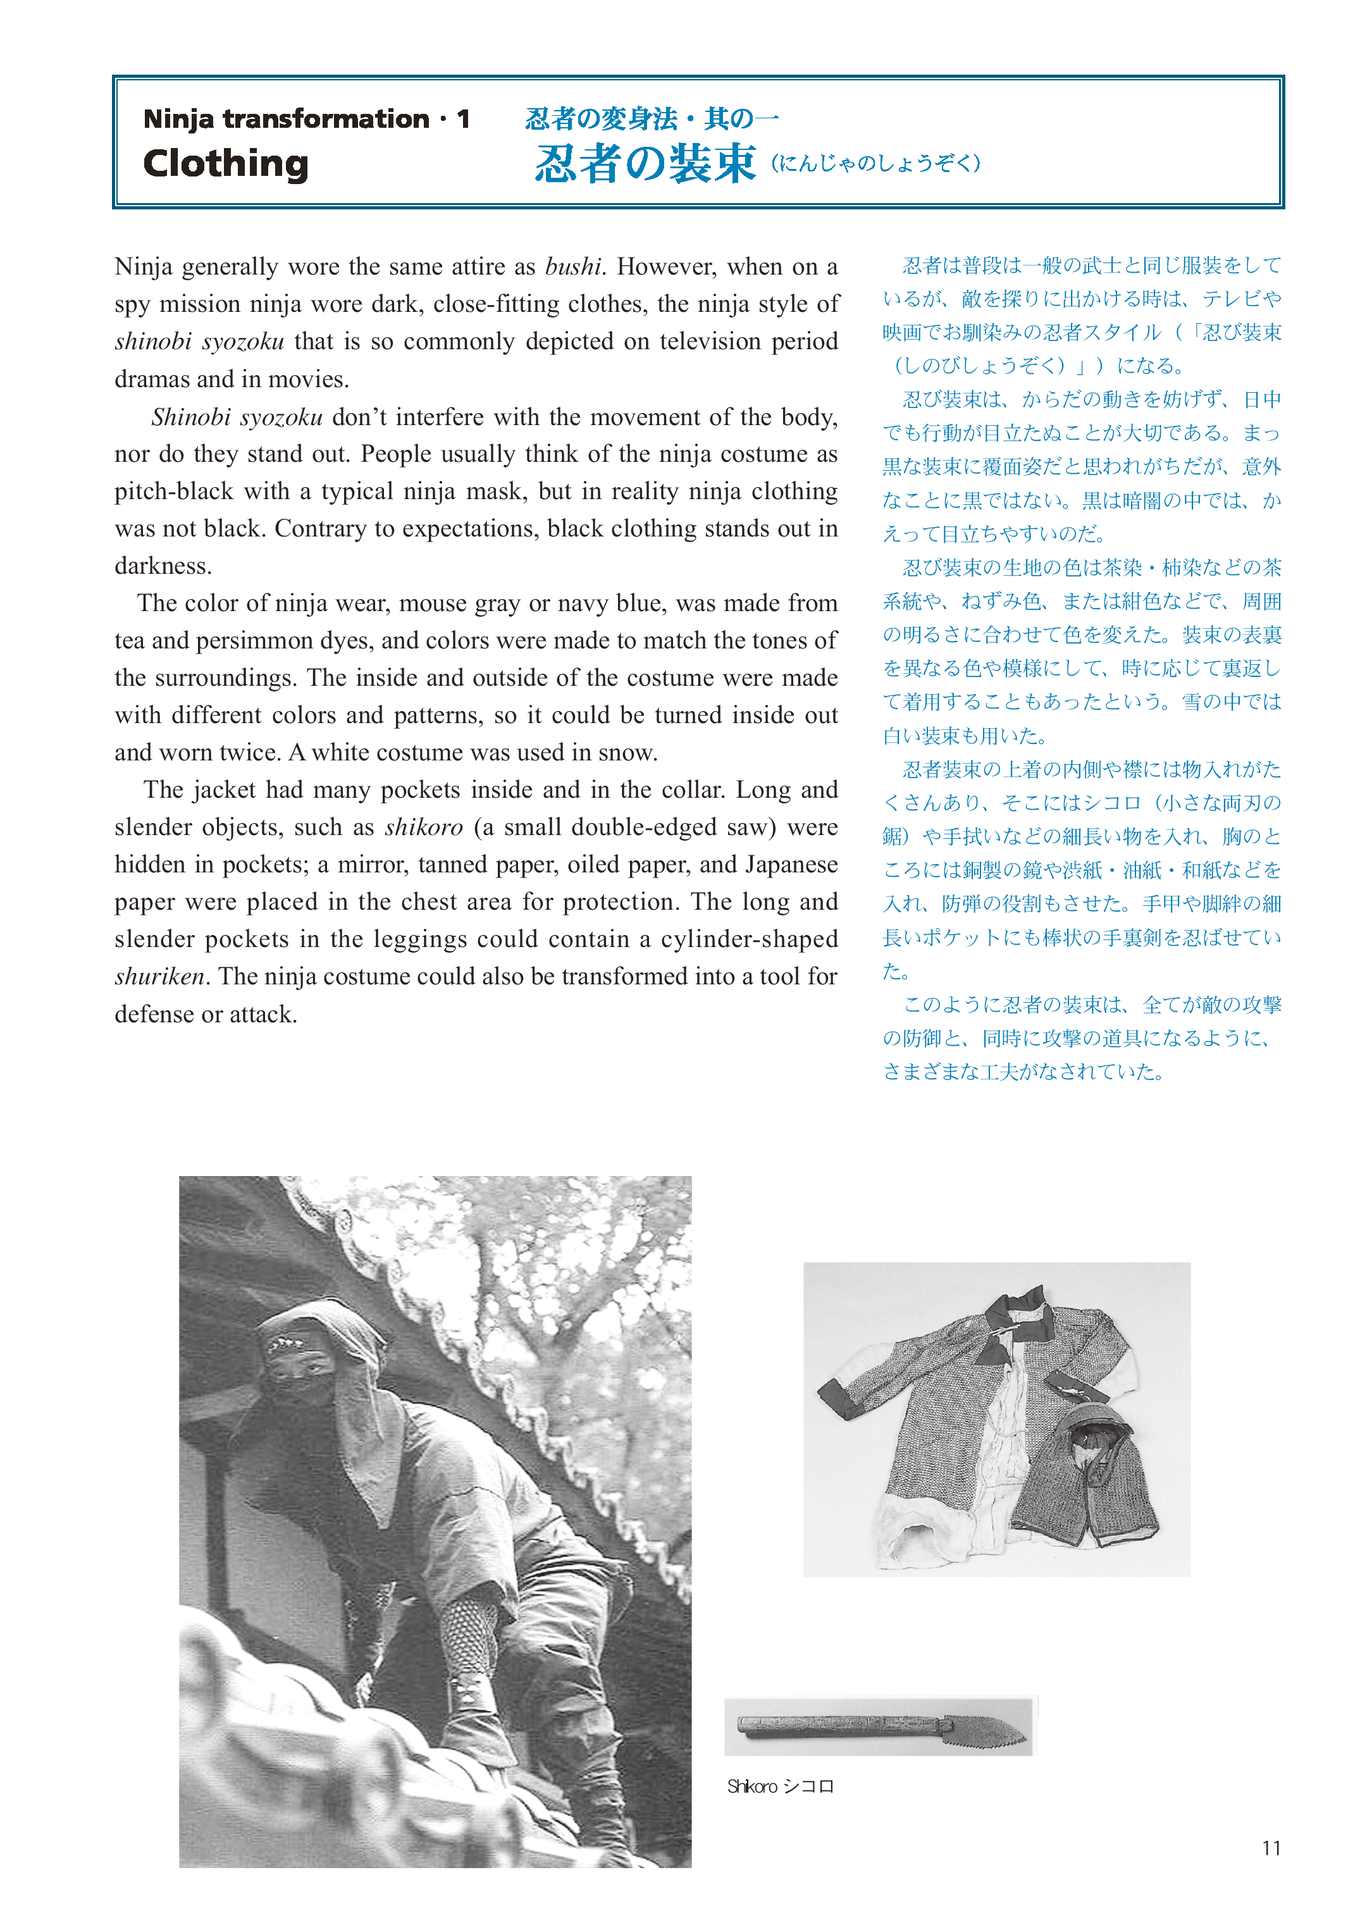 Ninja transformation・1
Clothing
忍者の変身法・其の一
忍者の装束（にんじゃのしょうぞく）
Ninja generally wore the same attire as bushi. However, when on a
spy mission ninja wore dark, close-fitting clothes, the ninja style of
shinobi syozoku that is so commonly depicted on television period
dramas and in movies.
Shinobi syozoku don’t interfere with the movement of the body,
nor do they stand out. People usually think of the ninja costume as
pitch-black with a typical ninja mask, but in reality ninja clothing
was not black. Contrary to expectations, black clothing stands out in
darkness.
The color of ninja wear, mouse gray or navy blue, was made from
tea and persimmon dyes, and colors were made to match the tones of
the surroundings. The inside and outside of the costume were made
with different colors and patterns, so it could be turned inside out
and worn twice. A white costume was used in snow.
The jacket had many pockets inside and in the collar. Long and
slender objects, such as shikoro (a small double-edged saw) were
hidden in pockets; a mirror, tanned paper, oiled paper, and Japanese
paper were placed in the chest area for protection. The long and
slender pockets in the leggings could contain a cylinder-shaped
shuriken. The ninja costume could also be transformed into a tool for
defense or attack.
忍者は普段は一般の武士と同じ服装をして
いるが、敵を探りに出かける時は、テレビや
映画でお馴染みの忍者スタイル（「忍び装束
（しのびしょうぞく）」）になる。
忍び装束は、からだの動きを妨げず、日中
でも行動が目立たぬことが大切である。まっ
黒な装束に覆面姿だと思われがちだが、意外
なことに黒ではない。黒は暗闇の中では、か
えって目立ちやすいのだ。
忍び装束の生地の色は茶染・柿染などの茶
系統や、ねずみ色、または紺色などで、周囲
の明るさに合わせて色を変えた。装束の表裏
を異なる色や模様にして、時に応じて裏返し
て着用することもあったという。雪の中では
白い装束も用いた。
忍者装束の上着の内側や襟には物入れがた
くさんあり、そこにはシコロ（小さな両刃の
鋸）や手拭いなどの細長い物を入れ、胸のと
ころには銅製の鏡や渋紙・油紙・和紙などを
入れ、防弾の役割もさせた。手甲や脚絆の細
長いポケットにも棒状の手裏剣を忍ばせてい
た。
このように忍者の装束は、全てが敵の攻撃
の防御と、同時に攻撃の道具になるように、
さまざまな工夫がなされていた。
Shikoro シコロ
11